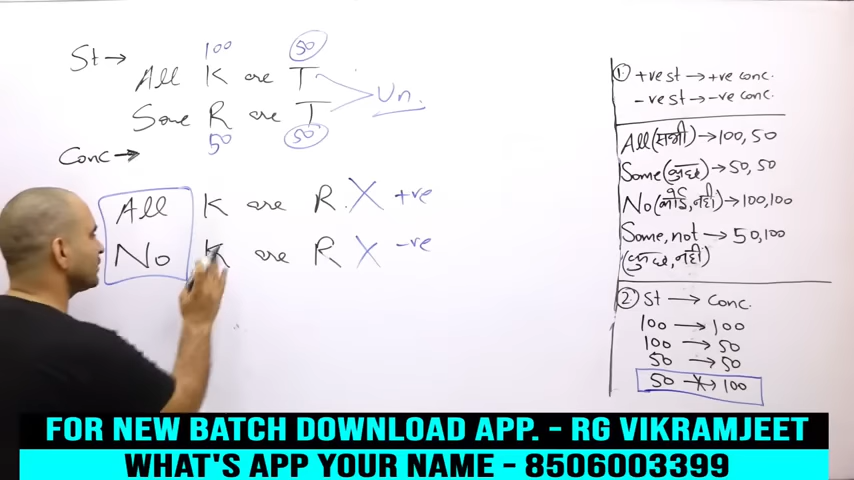 St →
100 50
All K are T
Some R are T
50 50
Un.
Conc →
All K are R X +ve
No K are R X -ve
1. +ve st → +ve conc.
-ve st → -ve conc.
All (सभी) → 100, 50
Some (कुछ) → 50, 50
No (कोई, नहीं) → 100, 100
Some, not → 50, 100
(कुछ, नहीं)
2. St → Conc.
100 → 100
100 → 50
50 → 50
50 → 100
FOR NEW BATCH DOWNLOAD APP. - RG VIKRAMJEET
WHAT'S APP YOUR NAME - 8506003399